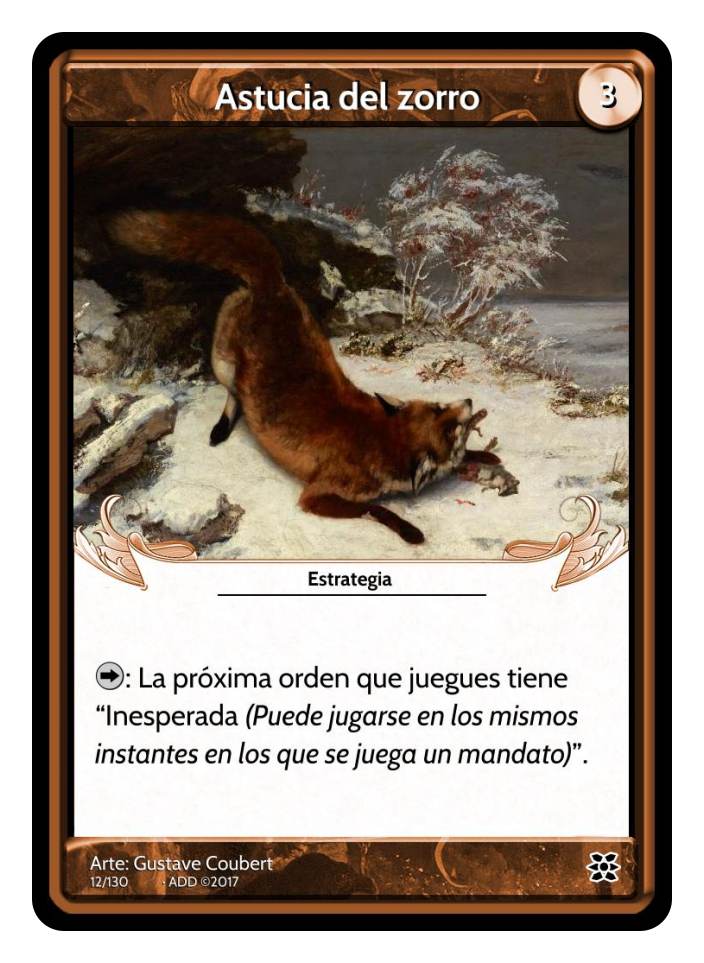 Astucia del zorro
3
Estrategia
: La próxima orden que juegues tiene
“Inesperada (Puede jugarse en los mismos
instantes en los que se juega un mandato)”.
Arte: Gustave Coubert
12/130 · ADD ©2017